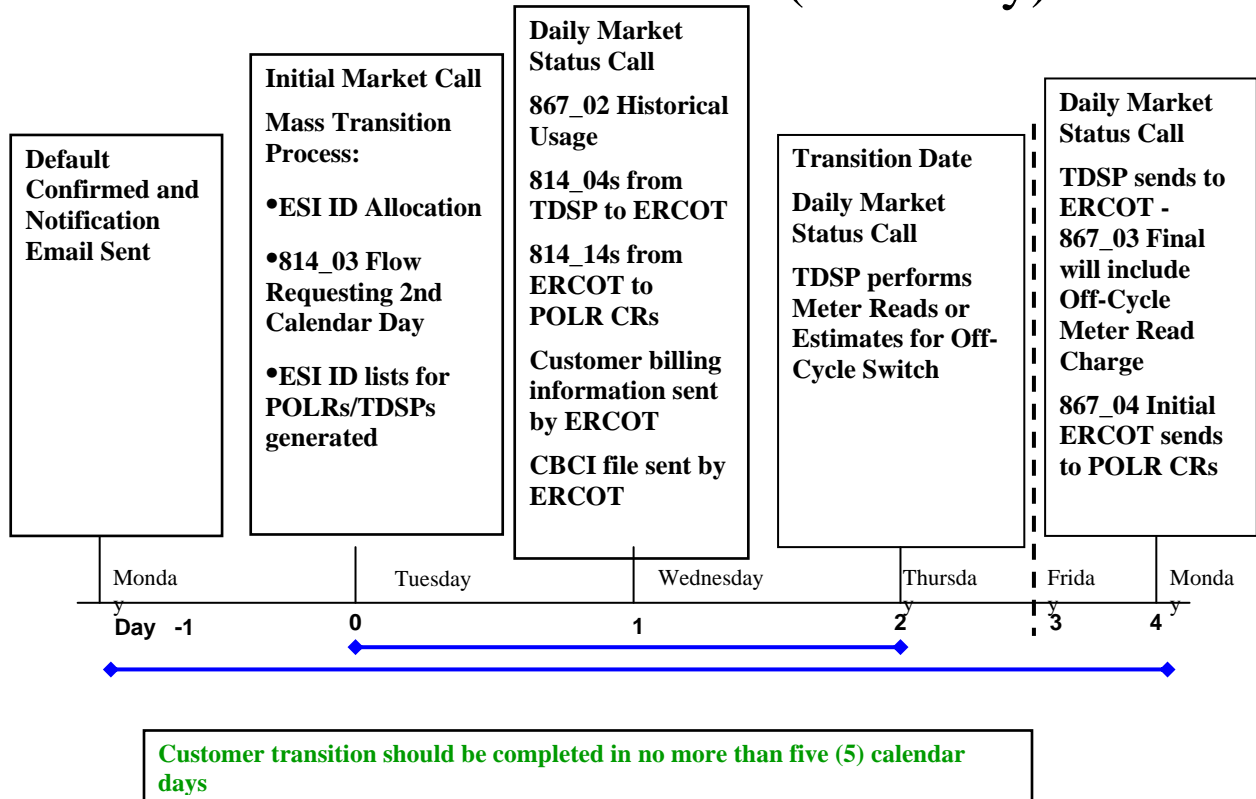 Default
Confirmed and
Notification
Email Sent
Initial Market Call
Mass Transition
Process:
•ESI ID Allocation
•814_03 Flow
Requesting 2nd
Calendar Day
•ESI ID lists for
POLRs/TDSPs
generated
Daily Market
Status Call
867_02 Historical
Usage
814_04s from
TDSP to ERCOT
814_14s from
ERCOT to
POLR CRs
Customer billing
information sent
by ERCOT
CBCI file sent by
ERCOT
Transition Date
Daily Market
Status Call
TDSP performs
Meter Reads or
Estimates for Off-
Cycle Switch
Daily Market
Status Call
TDSP sends to
ERCOT -
867_03 Final
will include
Off-Cycle
Meter Read
Charge
867_04 Initial
ERCOT sends
to POLR CRs
Monda
y
Tuesday
Wednesday
Thursda
y
Frida
y
Monda
y
Day -1
0
1
2
3
4
Customer transition should be completed in no more than five (5) calendar
days